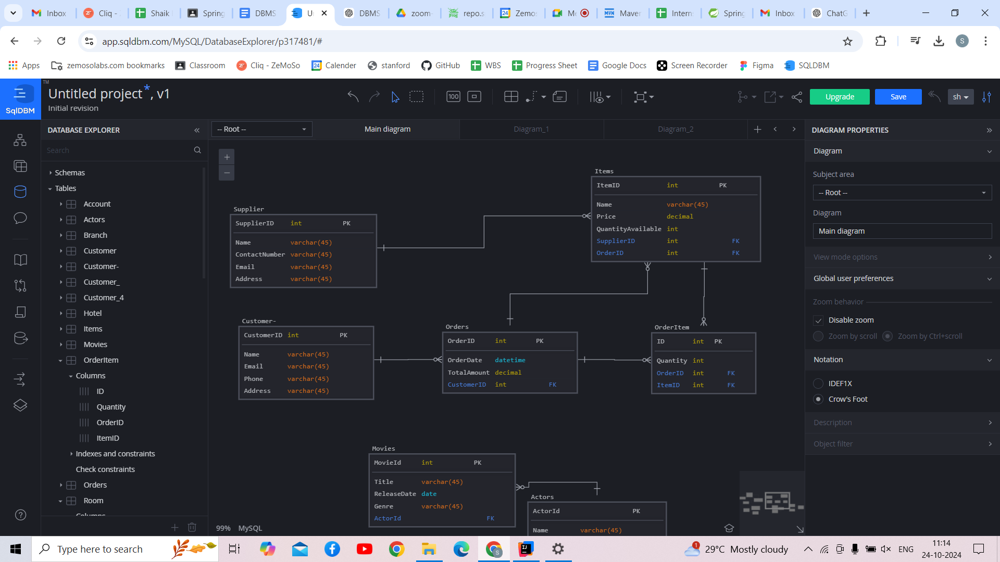 Inbox
Cliq -
Shaik
Spring
DBMS
Un
DBMS
zoom-
repo.s
Zemos
Me
Maver
Intern
Spring
Inbox
ChatG
app.sqldbm.com/MySQL/DatabaseExplorer/p317481/#
S
Apps
zemosolabs.com bookmarks
Classroom
Cliq - ZeMoSo
Calender
stanford
GitHub
WBS
Progress Sheet
Google Docs
Screen Recorder
Figma
SQLDBM
SqlDBM
TM
Untitled project*, v1
Initial revision
100
Upgrade
Save
sh
DATABASE EXPLORER
Search
Schemas
Tables
Account
Actors
Branch
Customer
Customer-
Customer_
Customer_4
Hotel
Items
Movies
OrderItem
Columns
ID
Quantity
OrderID
ItemID
Indexes and constraints
Check constraints
Orders
Room
Columns
-- Root --
Main diagram
Diagram_1
Diagram_2
Items
ItemID int PK
Name varchar(45)
Price decimal
QuantityAvailable int
SupplierID int FK
OrderID int FK
Supplier
SupplierID int PK
Name varchar(45)
ContactNumber varchar(45)
Email varchar(45)
Address varchar(45)
Customer-
CustomerID int PK
Name varchar(45)
Email varchar(45)
Phone varchar(45)
Address varchar(45)
Orders
OrderID int PK
OrderDate datetime
TotalAmount decimal
CustomerID int FK
OrderItem
ID int PK
Quantity int
OrderID int FK
ItemID int FK
Movies
MovieId int PK
Title varchar(45)
ReleaseDate date
Genre varchar(45)
ActorId FK
Actors
ActorId PK
Name varchar(45)
99% MySQL
DIAGRAM PROPERTIES
Diagram
Subject area
-- Root --
Diagram
Main diagram
View mode options
Global user preferences
Zoom behavior
Disable zoom
Zoom by scroll
Zoom by Ctrl+scroll
Notation
IDEF1X
Crow's Foot
Description
Object filter
Type here to search
1
29°C Mostly cloudy
ENG
11:14
24-10-2024